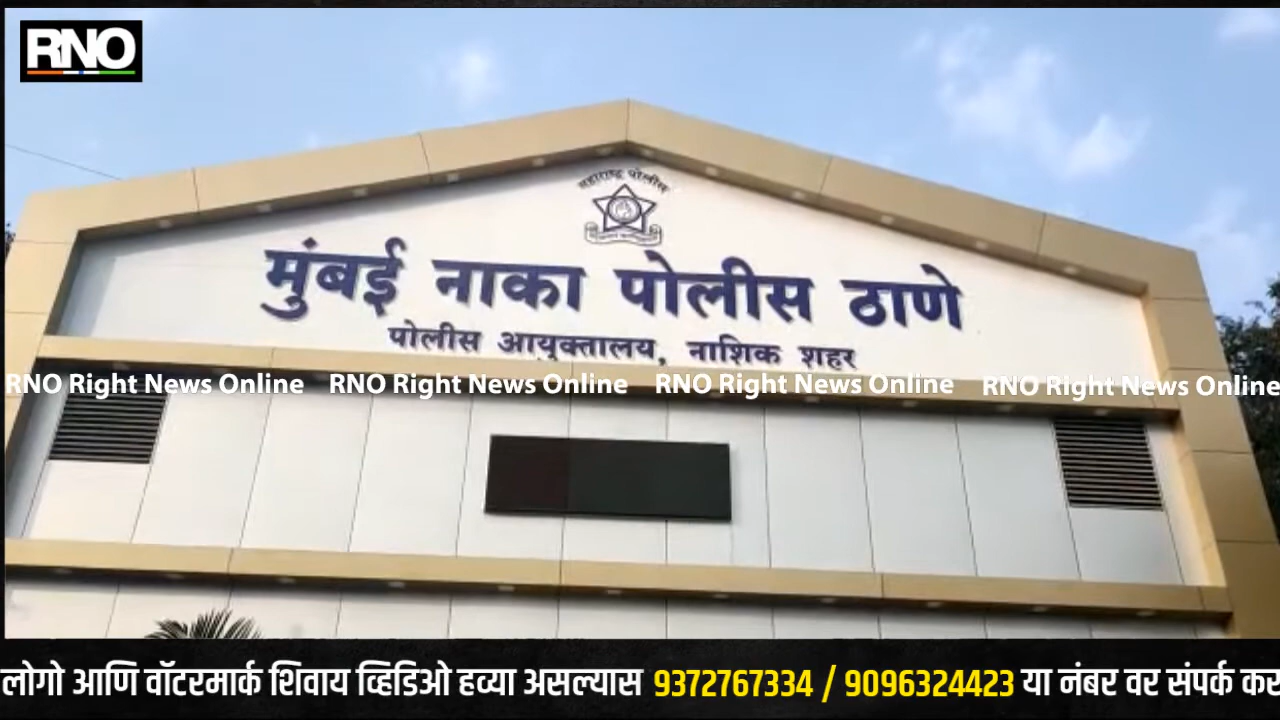 RNO
महाराष्ट्र पोलीस
मुंबई नाका पोलीस ठाणे
पोलीस आयुक्तालय, नाशिक शहर
RNO Right News Online RNO Right News Online RNO Right News Online RNO RIght News Online
लोगो आणि वॉटरमार्क शिवाय व्हिडिओ हव्या असल्यास 9372767334 / 9096324423 या नंबर वर संपर्क कर